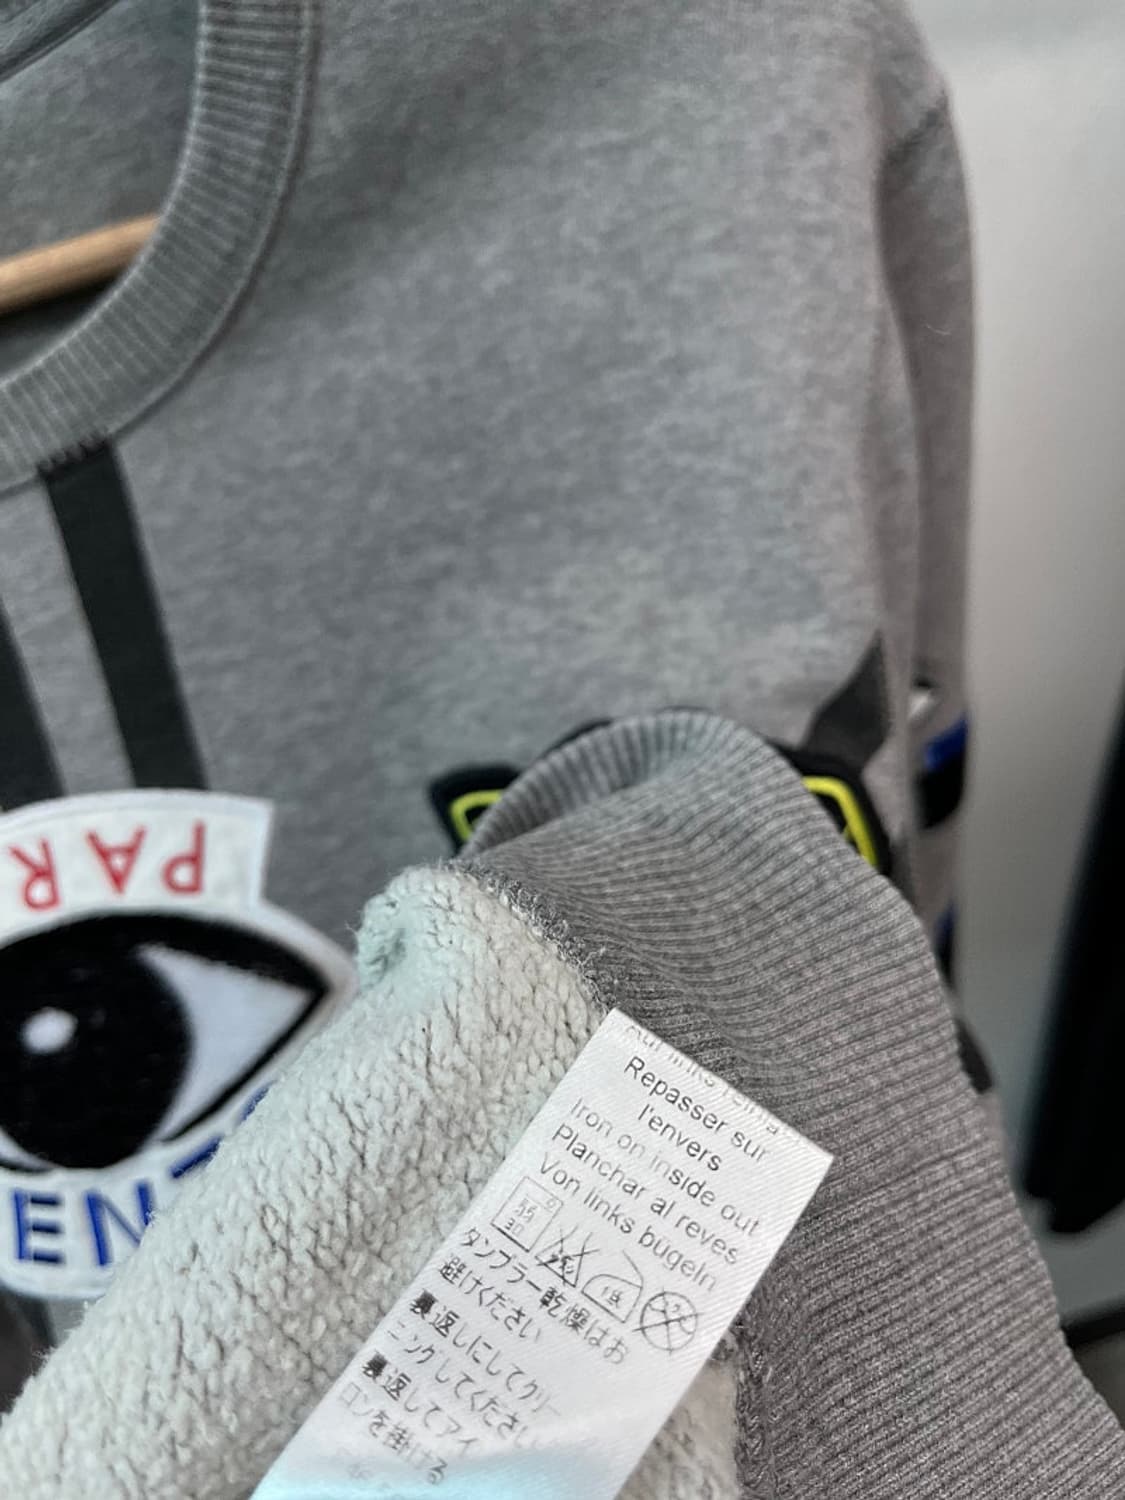 PAR
ENZ
Repasser sur
l'envers
Iron on inside out
Planchar al reves
Von links bugeln
タンブラー乾燥はお
避けください
裏返しにしてクリー
ニングしてください
裏返してアイ
ロンを掛ける